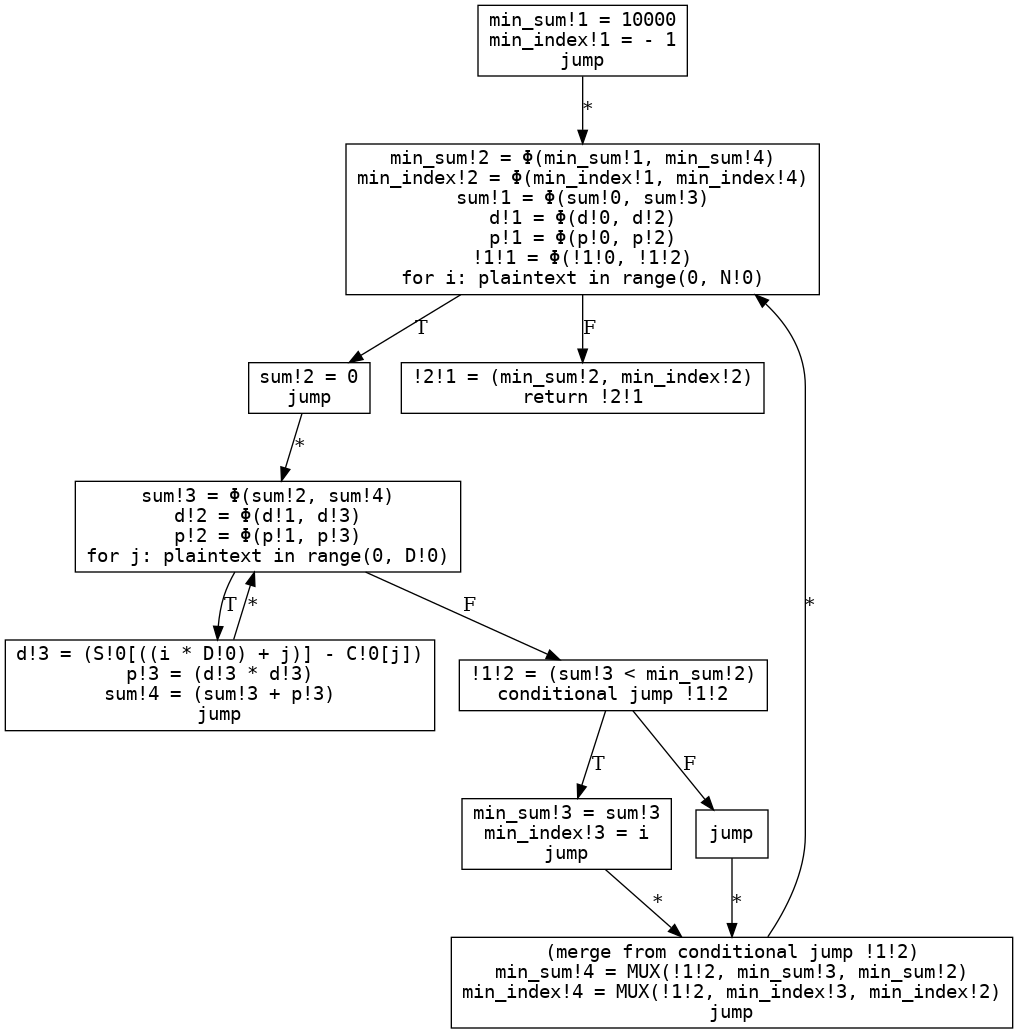 min_sum!1 = 10000
min_index!1 = - 1
jump
*
min_sum!2 = Φ(min_sum!1, min_sum!4)
min_index!2 = Φ(min_index!1, min_index!4)
sum!1 = Φ(sum!0, sum!3)
d!1 = Φ(d!0, d!2)
p!1 = Φ(p!0, p!2)
!1!1 = Φ(!1!0, !1!2)
for i: plaintext in range(0, N!0)
T
F
sum!2 = 0
jump
!2!1 = (min_sum!2, min_index!2)
return !2!1
*
sum!3 = Φ(sum!2, sum!4)
d!2 = Φ(d!1, d!3)
p!2 = Φ(p!1, p!3)
for j: plaintext in range(0, D!0)
T
*
F
*
d!3 = (S!0[((i * D!0) + j)] - C!0[j])
p!3 = (d!3 * d!3)
sum!4 = (sum!3 + p!3)
jump
!1!2 = (sum!3 < min_sum!2)
conditional jump !1!2
T
F
min_sum!3 = sum!3
min_index!3 = i
jump
jump
*
*
(merge from conditional jump !1!2)
min_sum!4 = MUX(!1!2, min_sum!3, min_sum!2)
min_index!4 = MUX(!1!2, min_index!3, min_index!2)
jump